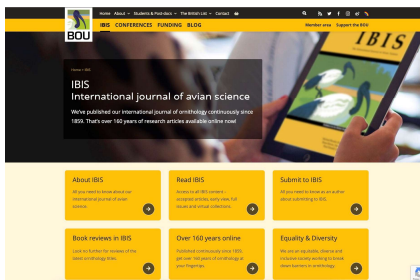 Home About Students & Post-docs The British List Contact
IBIS CONFERENCES FUNDING BLOG
Member area Support the BOU
BOU
Home > IBIS
IBIS
International journal of avian science
We've published our international journal of ornithology continuously since
1859. That's over 160 years of research articles available online now!
IBIS
About IBIS
All you need to know about our
international journal of avian
science.
Read IBIS
Access to all IBIS content –
accepted articles, early view, full
issues and virtual collections.
Submit to IBIS
All you need to know as an author
about submitting to IBIS.
Book reviews in IBIS
Look no further for reviews of the
latest ornithology titles.
Over 160 years online
Published continuously since 1859,
get over 160 years of ornithology at
your fingertips.
Equality & Diversity
We are an equitable, diverse and
inclusive society working to break
down barriers in ornithology.